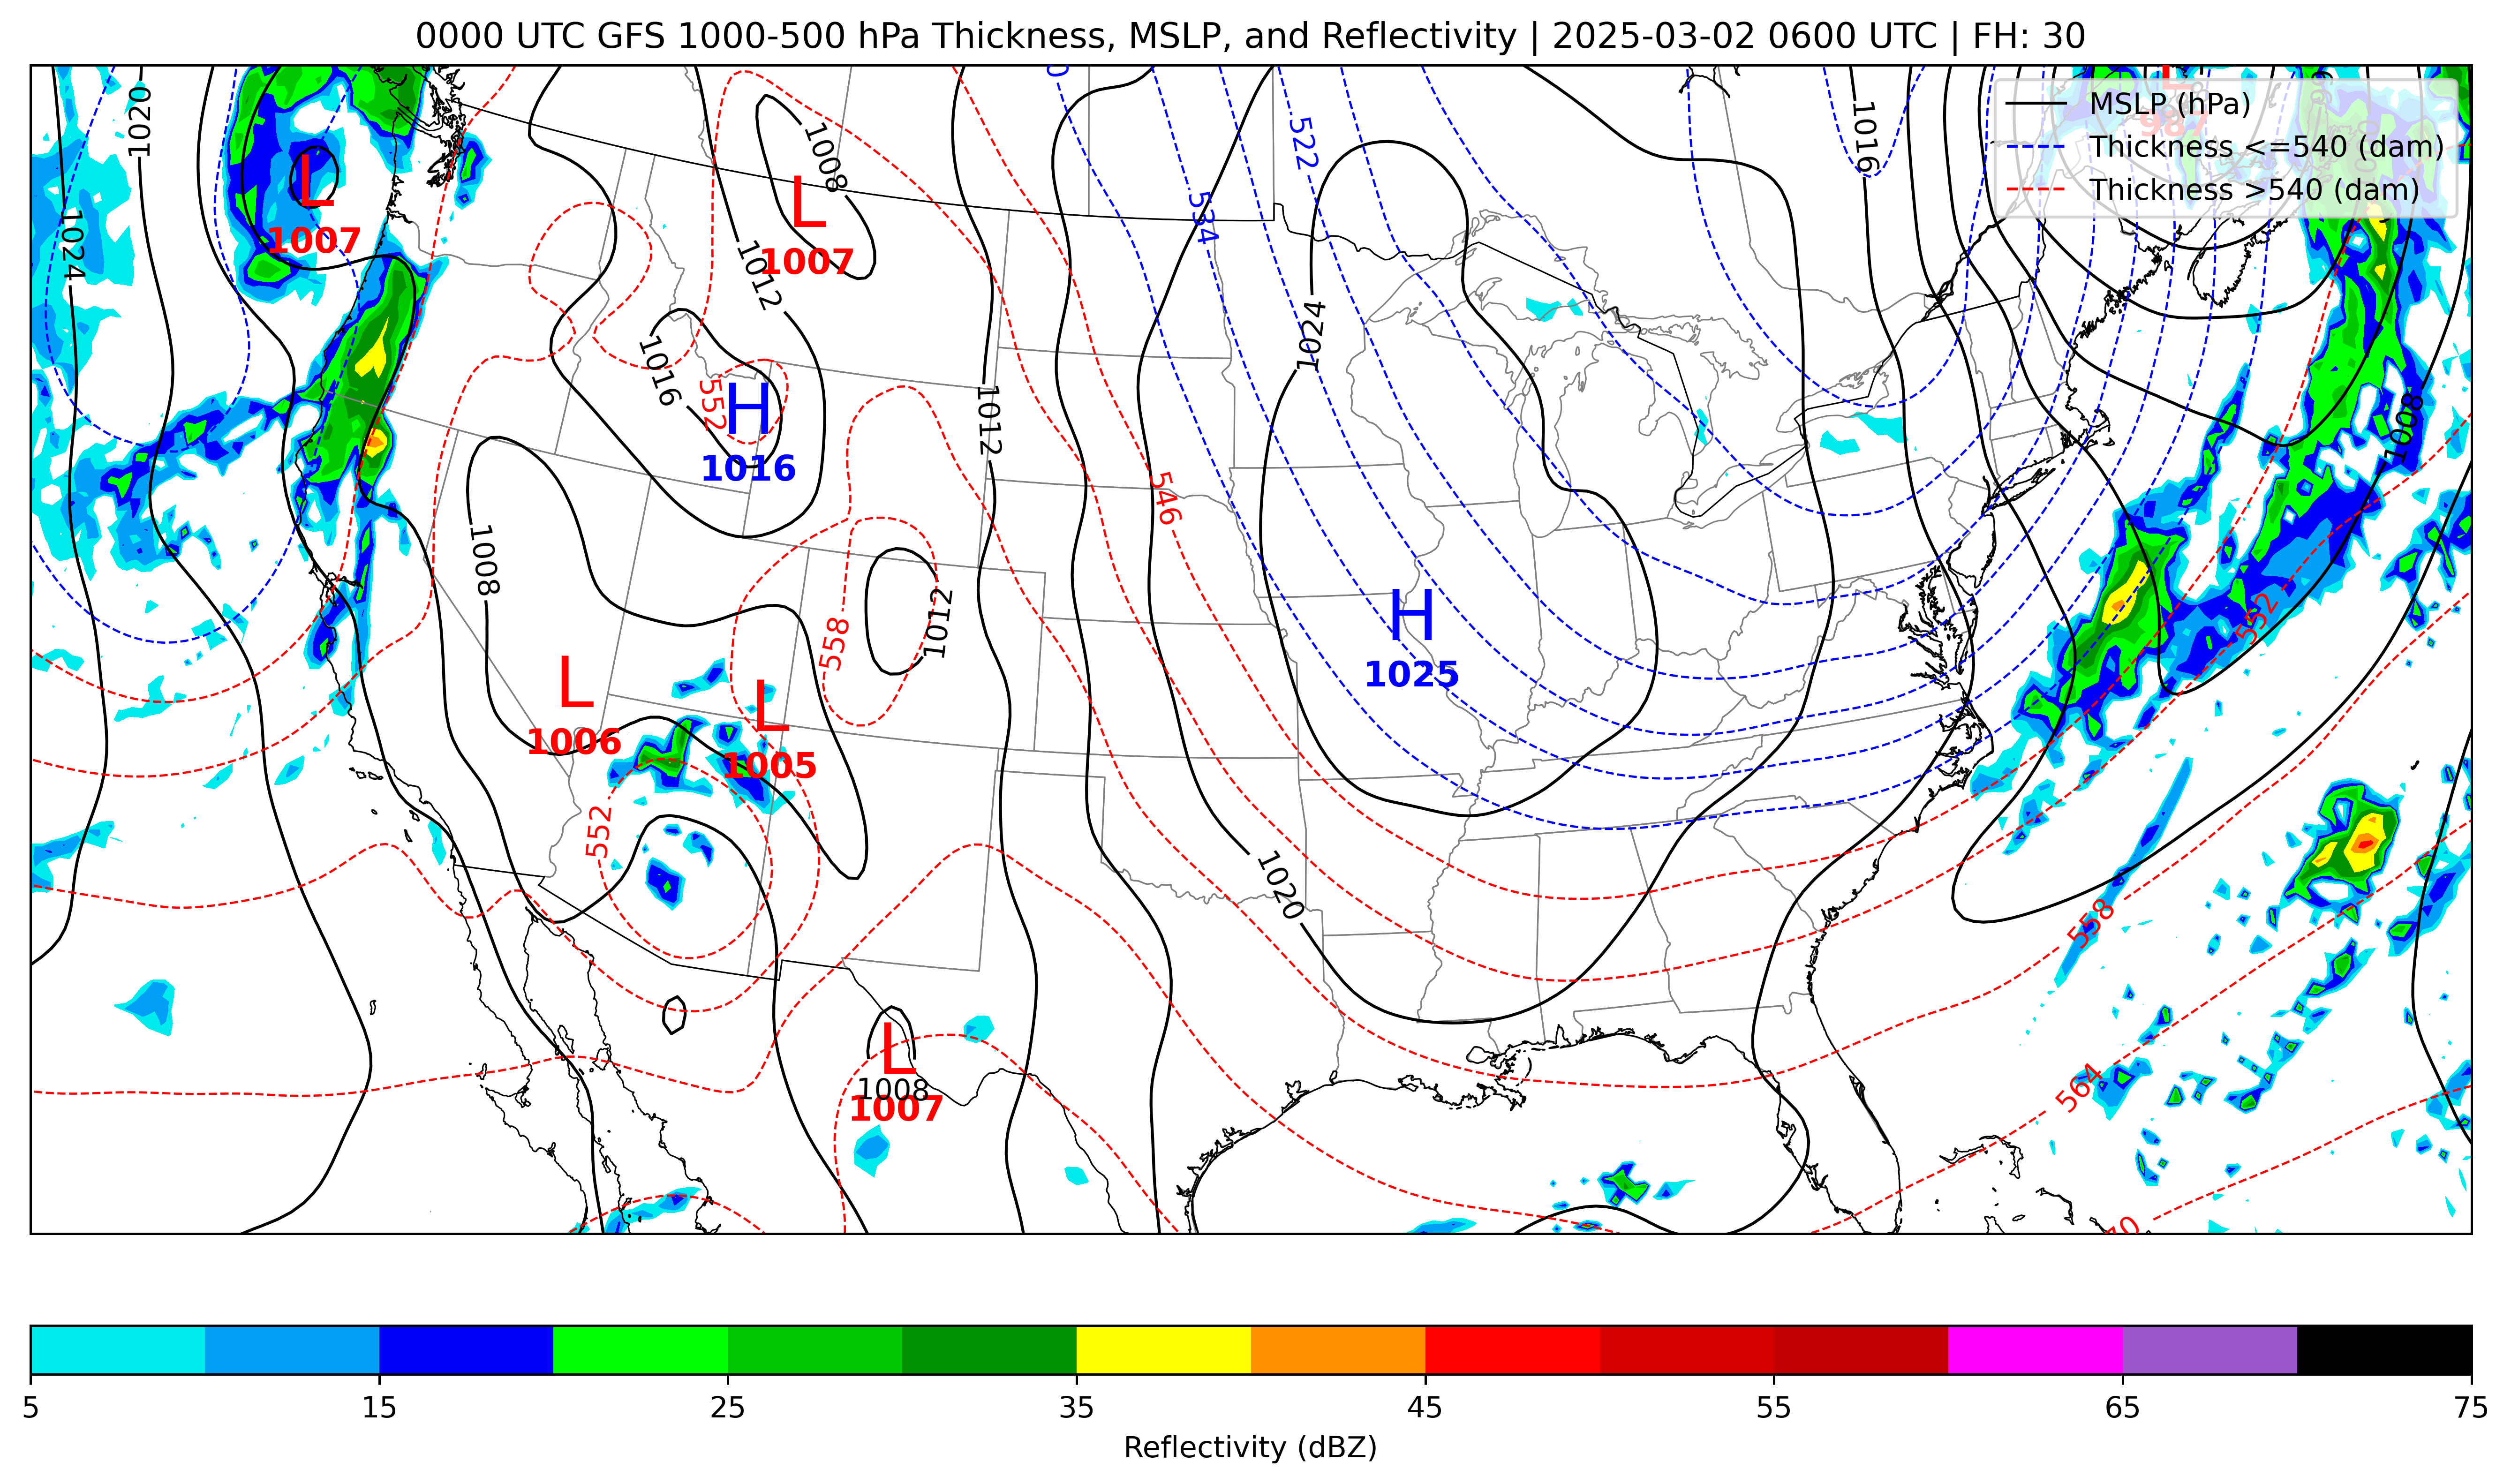 0000 UTC GFS 1000-500 hPa Thickness, MSLP, and Reflectivity | 2025-03-02 0600 UTC | FH: 30
MSLP (hPa)
Thickness <=540 (dam)
Thickness >540 (dam)
L
987
1020
1024
1016
522
534
L
1007
1008
L
1007
1012
1024
1016
552
H
1016
1012
1008
546
1008
558
1012
H
1025
552
L
1006
L
1005
552
1020
558
564
L
1008
1007
5
15
25
35
45
55
65
75
Reflectivity (dBZ)